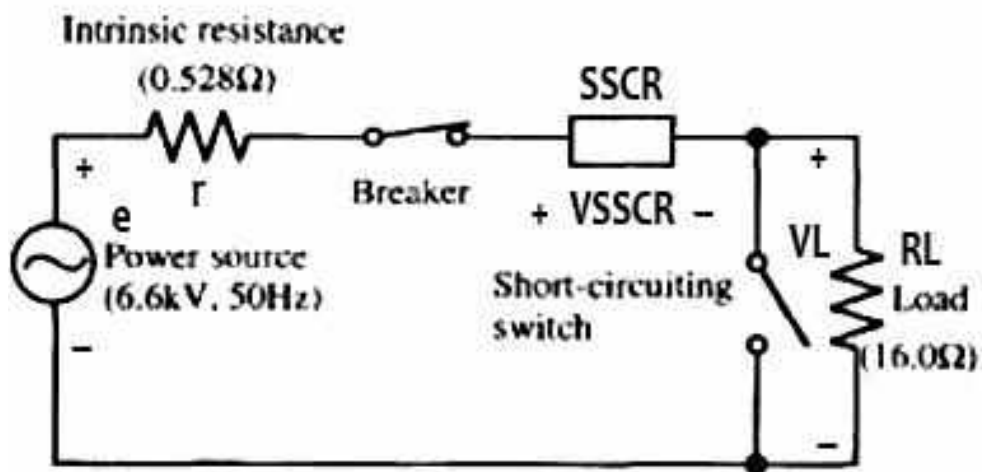 Intrinsic resistance
(0.528Ω)
SSCR
+
r
Breaker
+ VSSCR −
+
e
Power source
(6.6kV, 50Hz)
VL
RL
Short-circuiting
switch
Load
(16.0Ω)
−
−